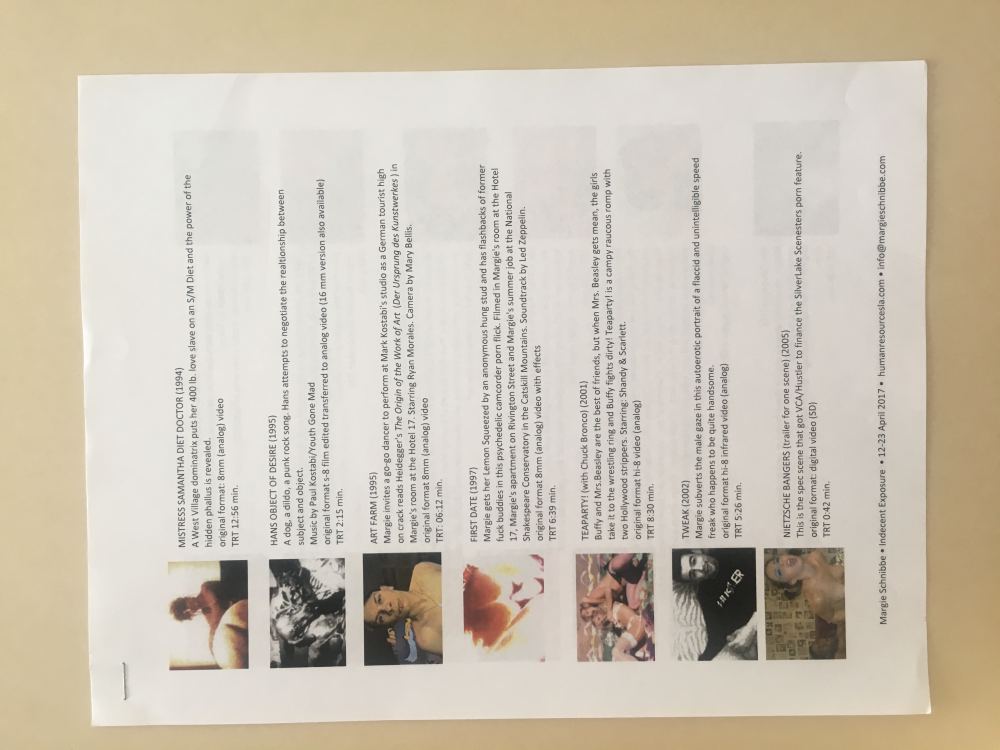 MISTRESS SAMANTHA DIET DOCTOR (1994)
A West Village dominatrix puts her 400 lb. love slave on an S/M Diet and the power of the
hidden phallus is revealed.
original format: 8mm (analog) video
TRT 12:56 min.
HANS OBJECT OF DESIRE (1995)
A dog, a dildo, a punk rock song. Hans attempts to negotiate the realtionship between
subject and object.
Music by Paul Kostabi/Youth Gone Mad
original format s-8 film edited transferred to analog video (16 mm version also available)
TRT 2:15 min.
ART FARM (1995)
Margie invites a go-go dancer to perform at Mark Kostabi's studio as a German tourist high
on crack reads Heidegger's The Origin of the Work of Art (Der Ursprung des Kunstwerkes ) in
Margie's room at the Hotel 17. Starring Ryan Morales. Camera by Mary Bellis.
original format 8mm (analog) video
TRT: 06:12 min.
FIRST DATE (1997)
Margie gets her Lemon Squeezed by an anonymous hung stud and has flashbacks of former
fuck buddies in this psychedelic camcorder porn flick. Filmed in Margie's room at the Hotel
17, Margie's apartment on Rivington Street and Margie's summer job at the National
Shakespeare Conservatory in the Catskill Mountains. Soundtrack by Led Zeppelin.
original format 8mm (analog) video with effects
TRT 6:39 min.
TEAPARTY! (with Chuck Bronco) (2001)
Buffy and Mrs.Beasley are the best of friends, but when Mrs. Beasley gets mean, the girls
take it to the wrestling ring and Buffy fights dirty! Teaparty! is a campy raucous romp with
two Hollywood strippers. Starring: Shandy & Scarlett.
original format hi-8 video (analog)
TRT 8:30 min.
TWEAK (2002)
Margie subverts the male gaze in this autoerotic portrait of a flaccid and unintelligible speed
freak who happens to be quite handsome.
original format hi-8 infrared video (analog)
TRT 5:26 min.
NIETZSCHE BANGERS (trailer for one scene) (2005)
This is the spec scene that got VCA/Hustler to finance the SilverLake Scenesters porn feature.
original format: digital video (SD)
TRT 0:42 min.
Margie Schnibbe • Indecent Exposure • 12-23 April 2017 • humanresourcesla.com • info@margieschnibbe.com